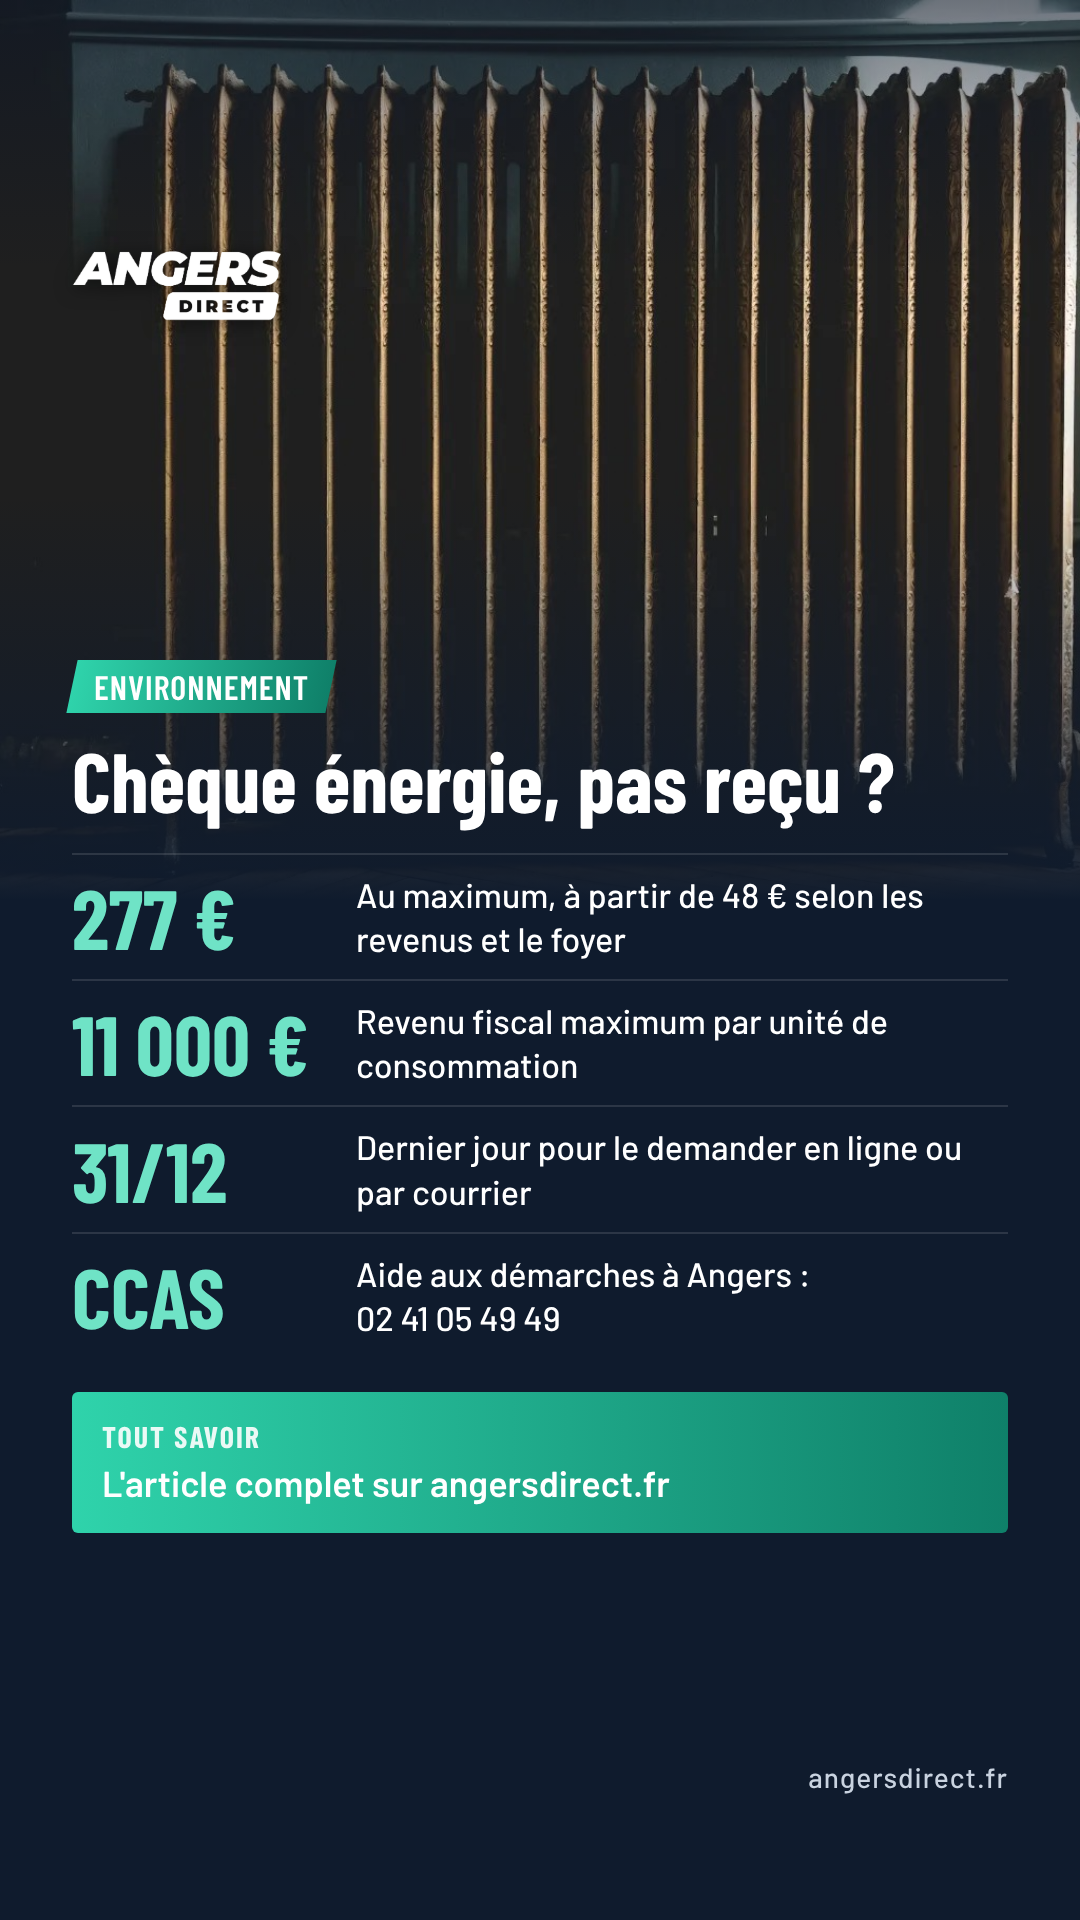 ANGERS
DIRECT
ENVIRONNEMENT
Chèque énergie, pas reçu ?
277 €
Au maximum, à partir de 48 € selon les
revenus et le foyer
11 000 €
Revenu fiscal maximum par unité de
consommation
31/12
Dernier jour pour le demander en ligne ou
par courrier
CCAS
Aide aux démarches à Angers :
02 41 05 49 49
TOUT SAVOIR
L'article complet sur angersdirect.fr
angersdirect.fr